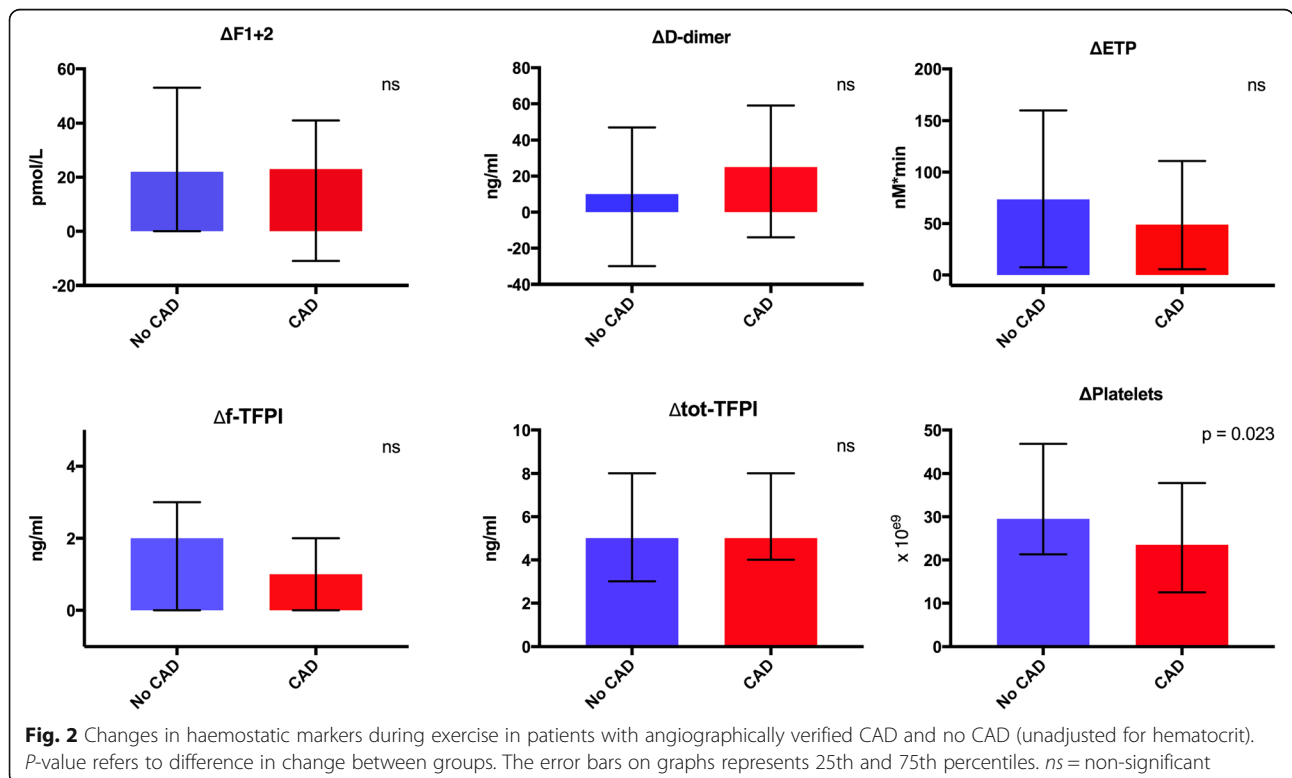 ΔF1+2
60
40
20
0
-20
pmol/L
ns
No CAD
CAD
ΔD-dimer
80
60
40
20
0
-20
-40
ng/ml
ns
No CAD
CAD
ΔETP
200
150
100
50
0
nM*min
ns
No CAD
CAD
Δf-TFPI
4
2
0
ng/ml
ns
No CAD
CAD
Δtot-TFPI
10
8
6
4
2
0
ng/ml
ns
No CAD
CAD
ΔPlatelets
50
40
30
20
10
0
x 10^e9
p = 0.023
No CAD
CAD
Fig. 2 Changes in haemostatic markers during exercise in patients with angiographically verified CAD and no CAD (unadjusted for hematocrit).
P-value refers to difference in change between groups. The error bars on graphs represents 25th and 75th percentiles. ns = non-significant